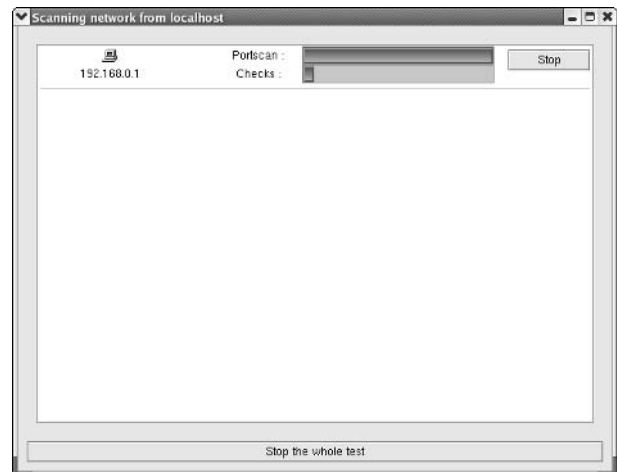 Scanning network from localhost
Portscan :
Stop
192.168.0.1
Checks :
Stop the whole test